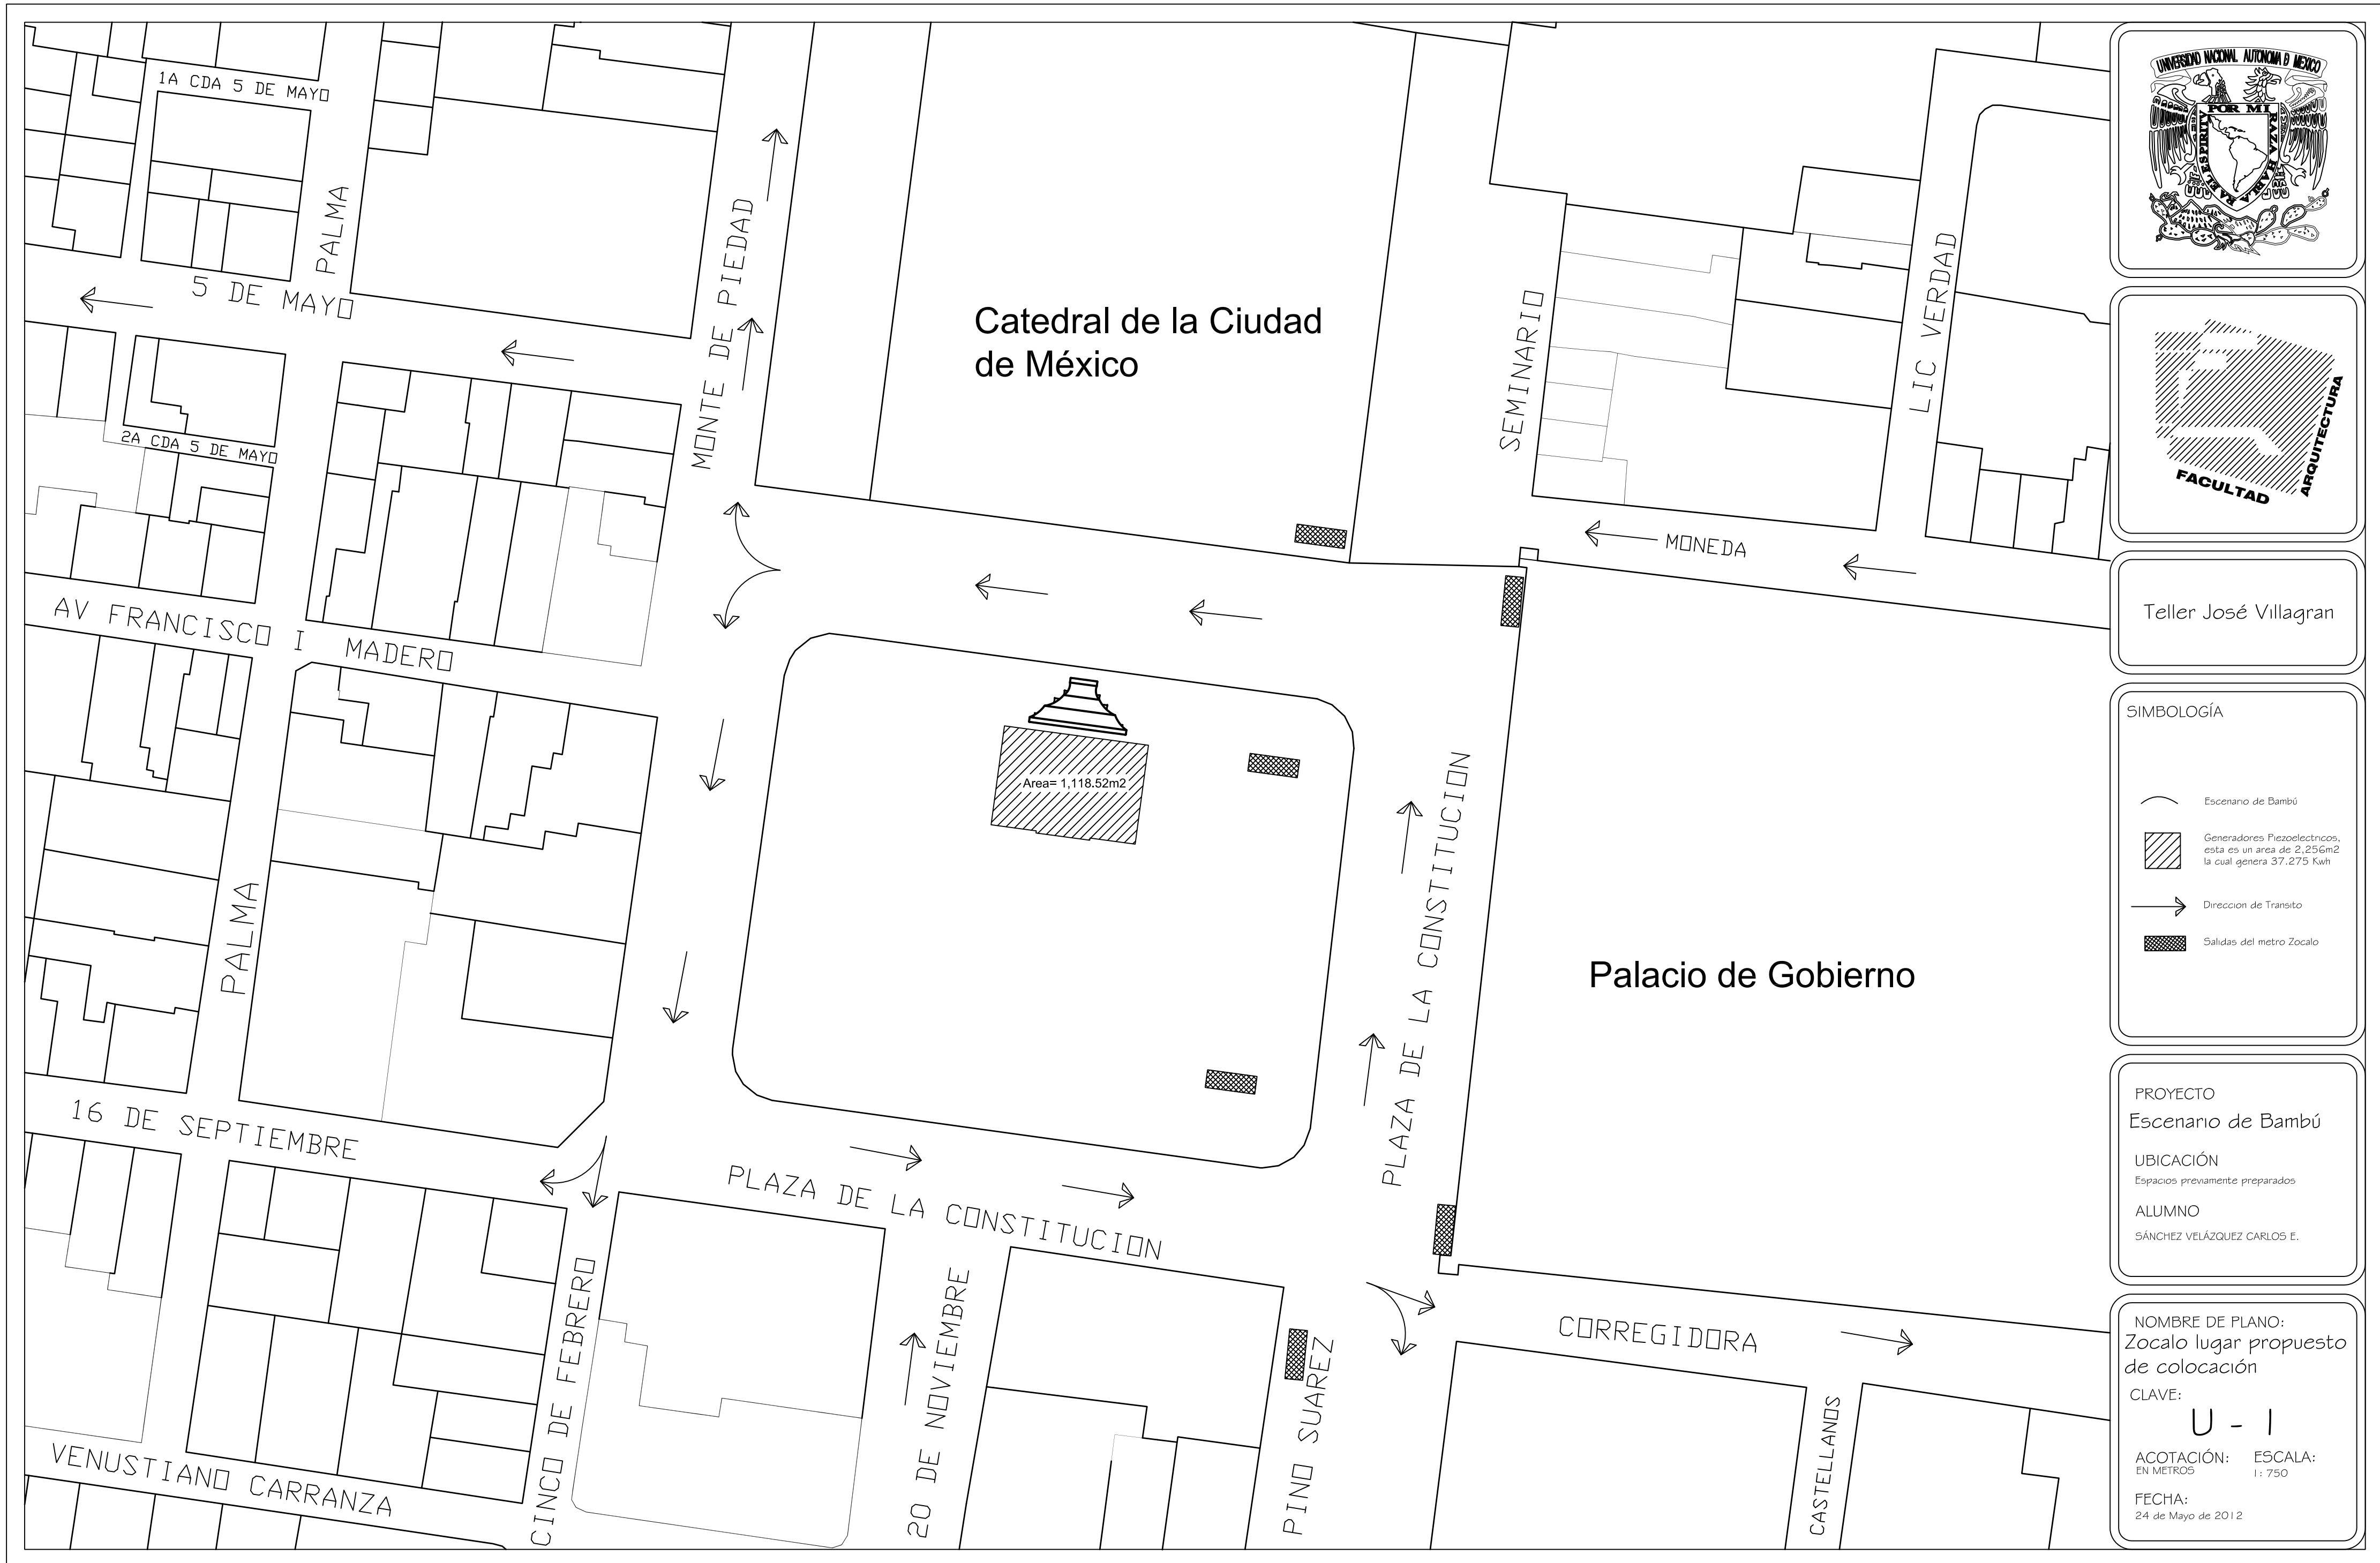 1A CDA 5 DE MAYO
PALMA
5 DE MAYO
MONTE DE PIEDAD
2A CDA 5 DE MAYO
Catedral de la Ciudad
de México
SEMINARIO
LIC VERDAD
MONEDA
AV FRANCISCO I MADERO
Area= 1,118.52m2
PLAZA DE LA CONSTITUCION
Palacio de Gobierno
PALMA
16 DE SEPTIEMBRE
PLAZA DE LA CONSTITUCION
CINCO DE FEBRERO
20 DE NOVIEMBRE
PINO SUAREZ
CORREGIDORA
CASTELLANOS
VENUSTIANO CARRANZA
UNIVERSIDAD NACIONAL AUTONOMA D MEXICO
POR MI RAZA HABLARA EL ESPIRITV
FACULTAD
ARQUITECTURA
Teller José Villagran
SIMBOLOGÍA
Escenario de Bambú
Generadores Piezoelectricos,
esta es un area de 2,256m2
la cual genera 37.275 Kwh
Direccion de Transito
Salidas del metro Zocalo
PROYECTO
Escenario de Bambú
UBICACIÓN
Espacios previamente preparados
ALUMNO
SÁNCHEZ VELÁZQUEZ CARLOS E.
NOMBRE DE PLANO:
Zocalo lugar propuesto
de colocación
CLAVE:
U - 1
ACOTACIÓN: ESCALA:
EN METROS 1: 750
FECHA:
24 de Mayo de 2012